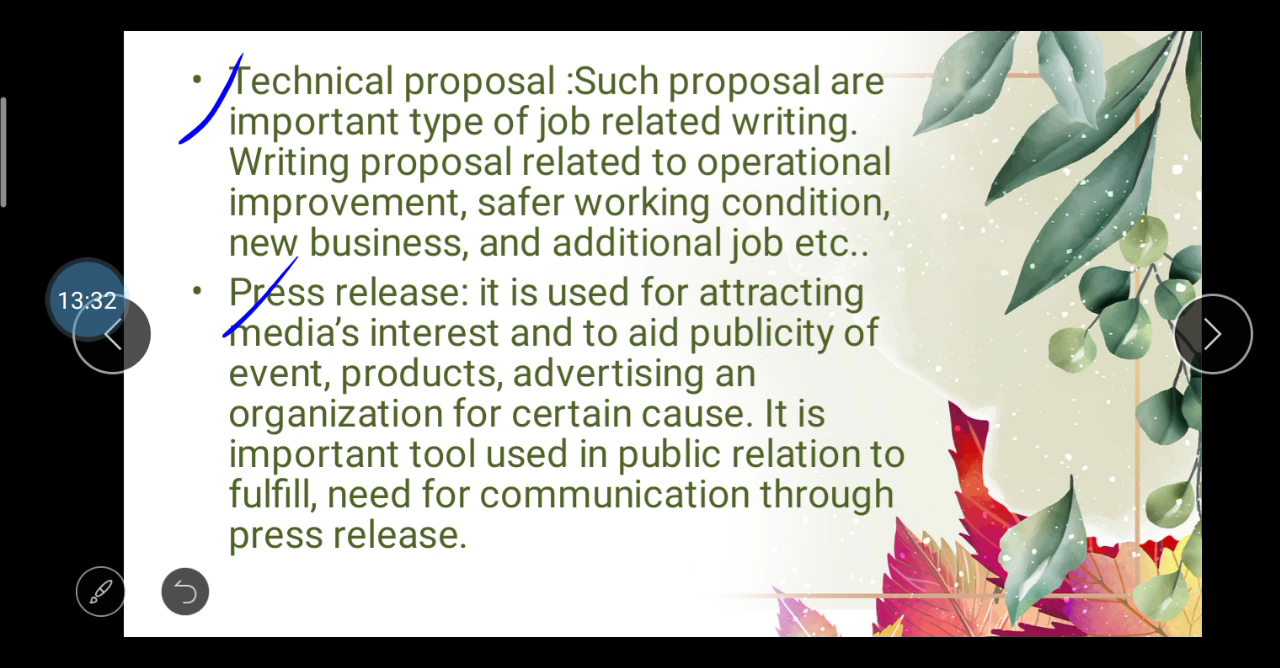 • Technical proposal :Such proposal are
important type of job related writing.
Writing proposal related to operational
improvement, safer working condition,
new business, and additional job etc..
• Press release: it is used for attracting
media’s interest and to aid publicity of
event, products, advertising an
organization for certain cause. It is
important tool used in public relation to
fulfill, need for communication through
press release.
13:32